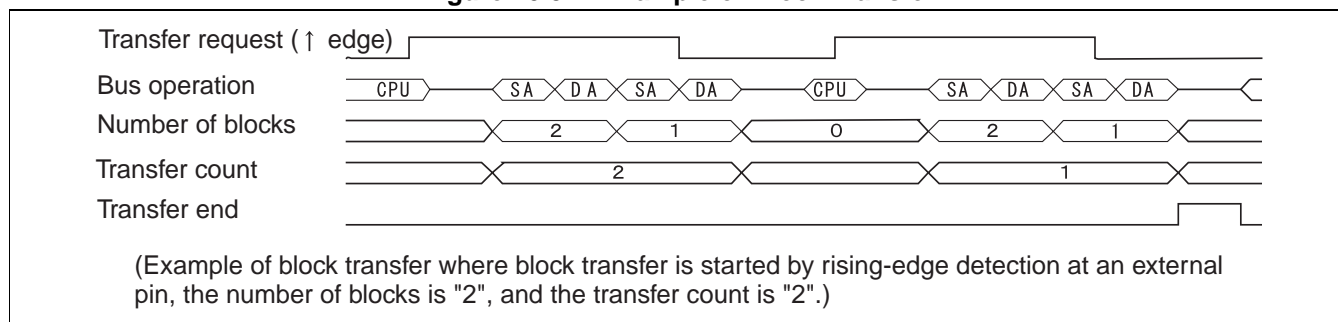 Transfer request (↑ edge)
Bus operation CPU SA DA SA DA CPU SA DA SA DA
Number of blocks 2 1 0 2 1
Transfer count 2 1
Transfer end
(Example of block transfer where block transfer is started by rising-edge detection at an external
pin, the number of blocks is "2", and the transfer count is "2".)